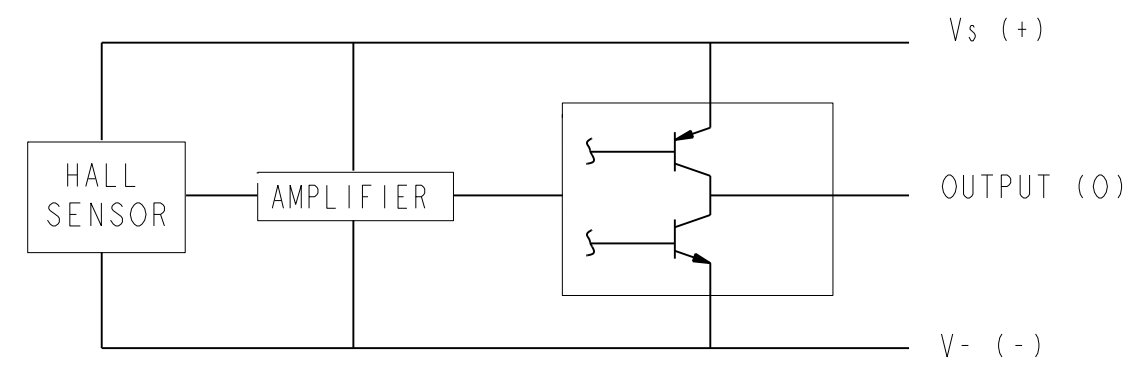 Vs (+)
HALL
SENSOR
AMPLIFIER
OUTPUT (O)
V- (-)